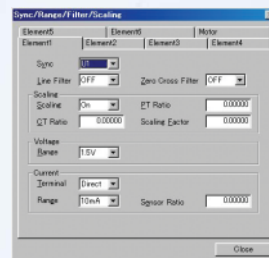 Sync/Range/Filter/Scaling
Element5 Element6 Motor
Element1 Element2 Element3 Element4
Sync U1
Line Filter OFF Zero Cross Filter OFF
Scaling
Scaling On PT Ratio 0.00000
CT Ratio 0.00000 Scaling Factor 0.00000
Voltage
Range 1.5V
Current
Terminal Direct
Range 10mA Sensor Ratio 0.00000
Close